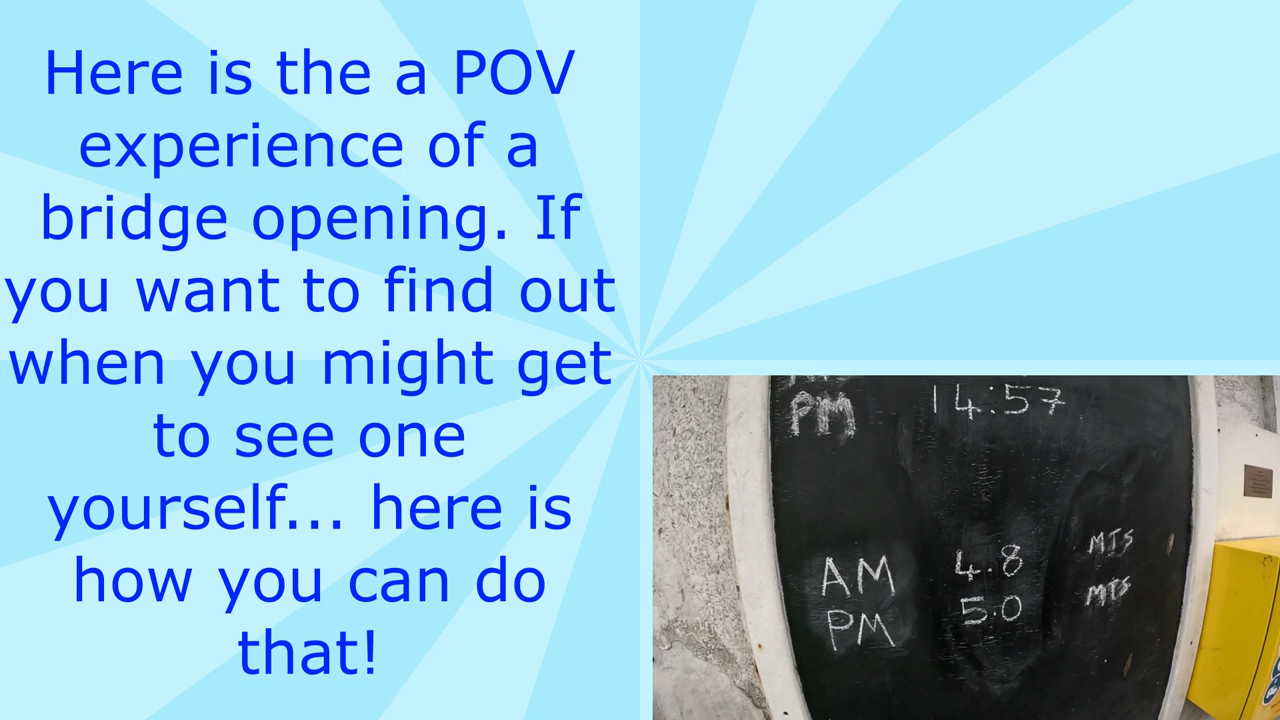 Here is the a POV
experience of a
bridge opening. If
you want to find out
when you might get
to see one
yourself... here is
how you can do
that!
PM 14:57
AM 4.8 MTS
PM 5.0 MTS